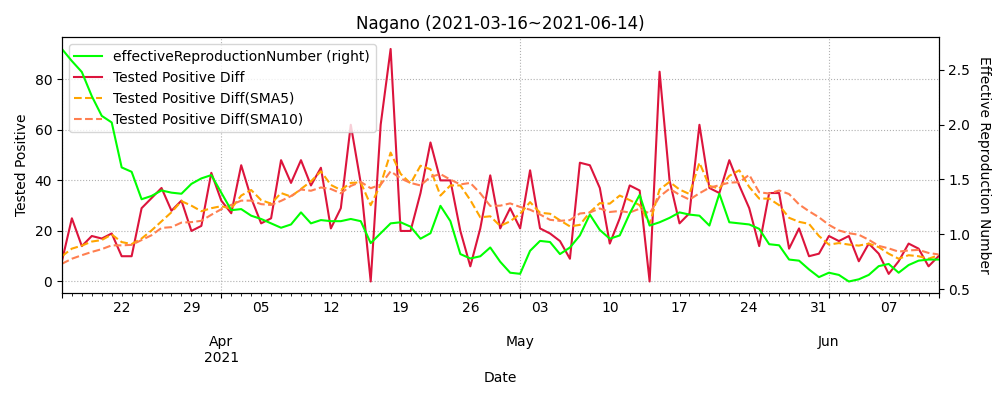 Nagano (2021-03-16~2021-06-14)
effectiveReproductionNumber (right)
Tested Positive Diff
Tested Positive Diff(SMA5)
Tested Positive Diff(SMA10)
Tested Positive
80
60
40
20
0
2.5
2.0
1.5
1.0
0.5
Effective Reproduction Number
22 29 05 12 19 26 03 10 17 24 31 07
Apr May Jun
2021
Date